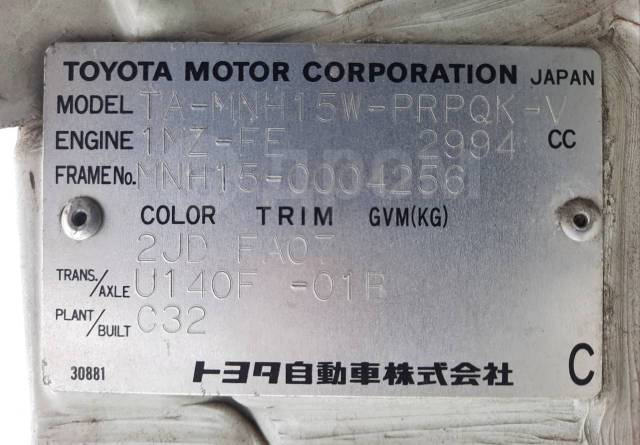 TOYOTA MOTOR CORPORATION JAPAN
MODEL TA-MNH15W-PRPQK-V
ENGINE 1MZ-FE 2994 CC
FRAME No. MNH15-0004256
COLOR TRIM GVM(KG)
2JD FA07
TRANS./AXLE U140F -01R
PLANT/BUILT C32
30881 トヨタ自動車株式会社 C